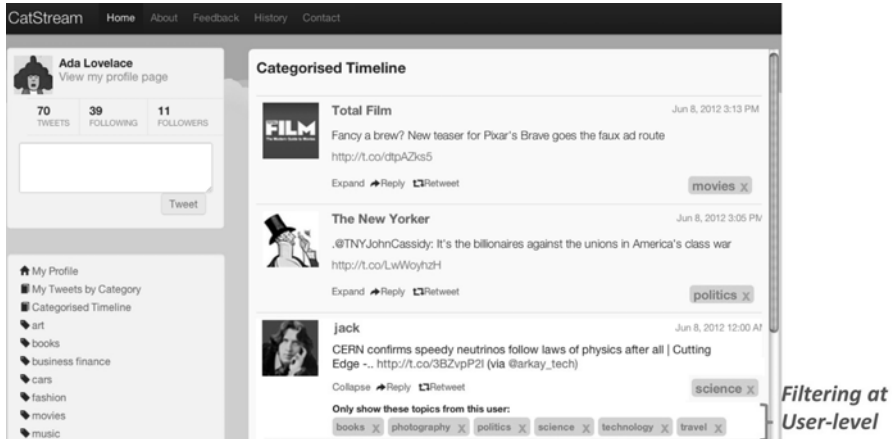 CatStream Home About Feedback History Contact
Ada Lovelace
View my profile page
70 39 11
TWEETS FOLLOWING FOLLOWERS
Tweet
My Profile
My Tweets by Category
Categorised Timeline
art
books
business finance
cars
fashion
movies
music
Categorised Timeline
FILM
Total Film Jun 8, 2012 3:13 PM
Fancy a brew? New teaser for Pixar's Brave goes the faux ad route
http://t.co/dtpAZks5
Expand Reply Retweet
movies x
The New Yorker Jun 8, 2012 3:05 PM
.@TNYJohnCassidy: It's the billionaires against the unions in America's class war
http://t.co/LwWoyhzH
Expand Reply Retweet
politics x
jack Jun 8, 2012 12:00 AM
CERN confirms speedy neutrinos follow laws of physics after all | Cutting
Edge -.. http://t.co/3BZvpP2I (via @arkay_tech)
Collapse Reply Retweet
science x
Only show these topics from this user:
books x photography x politics x science x technology x travel x
Filtering at
User-level